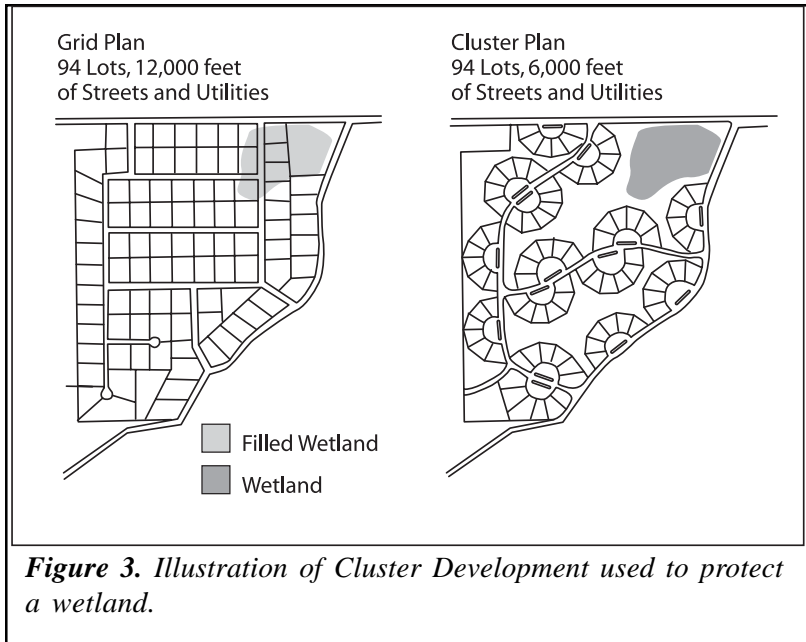 Grid Plan
94 Lots, 12,000 feet
of Streets and Utilities
Cluster Plan
94 Lots, 6,000 feet
of Streets and Utilities
Filled Wetland
Wetland
Figure 3. Illustration of Cluster Development used to protect
a wetland.